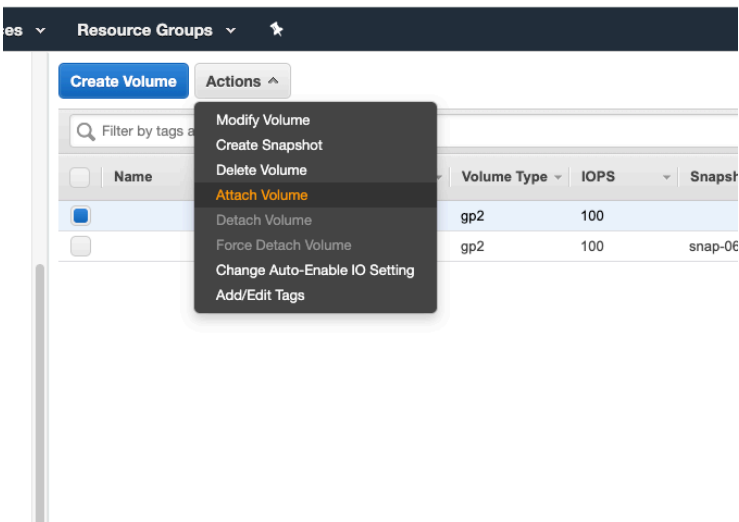 Resource Groups
Create Volume Actions
Filter by tags
Name Volume Type IOPS
Modify Volume
Create Snapshot
Delete Volume
Attach Volume
Detach Volume
Force Detach Volume
Change Auto-Enable IO Setting
Add/Edit Tags
gp2 100
gp2 100 snap-06